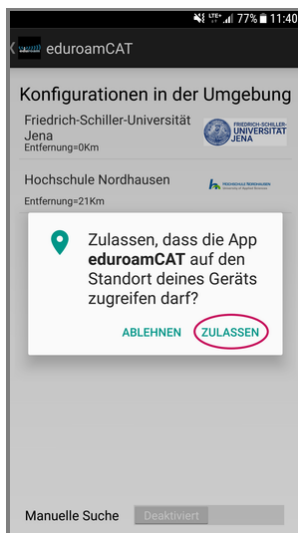 77% 11:40
eduroamCAT
Konfigurationen in der Umgebung
Friedrich-Schiller-Universität
Jena
Entfernung=0Km
FRIEDRICH-SCHILLER-
UNIVERSITÄT
JENA
Hochschule Nordhausen
Entfernung=21Km
HOCHSCHULE NORDHAUSEN
Zulassen, dass die App
eduroamCAT auf den
Standort deines Geräts
zugreifen darf?
ABLEHNEN ZULASSEN
Manuelle Suche Deaktiviert